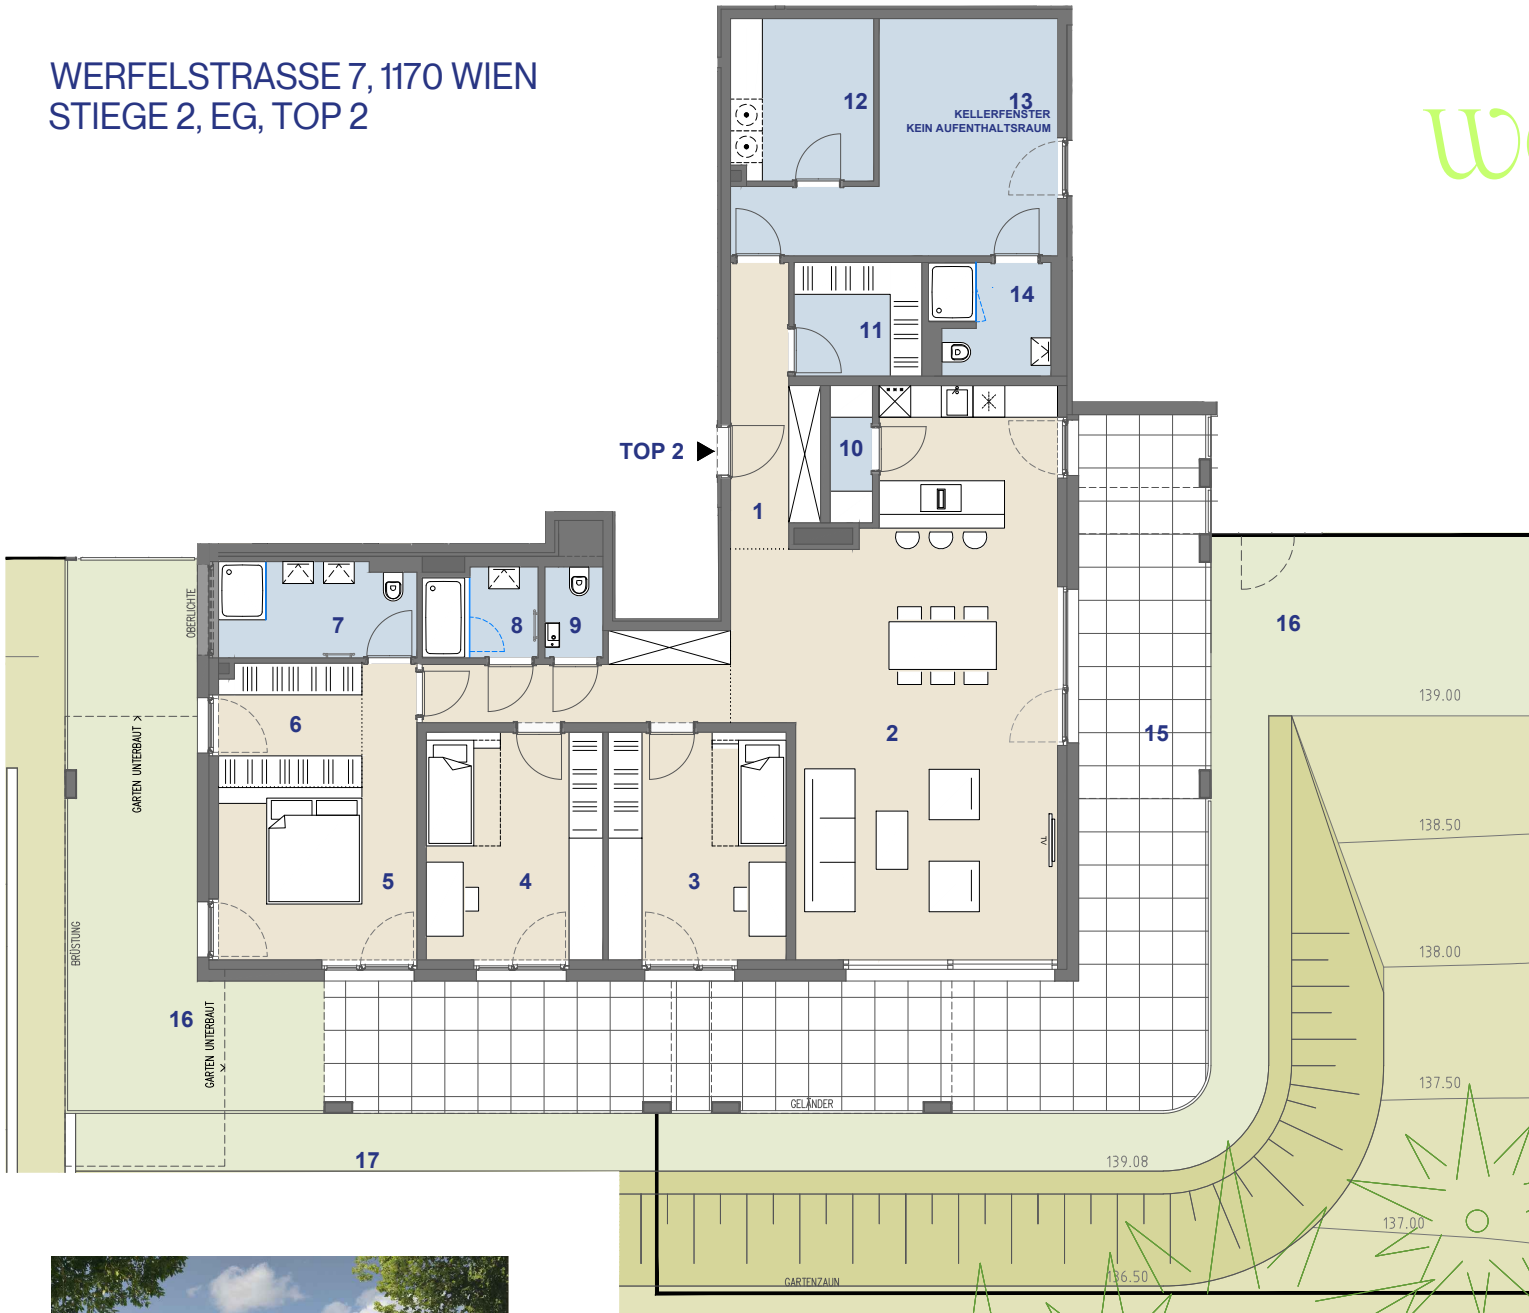 WERFELSTRASSE 7, 1170 WIEN
STIEGE 2, EG, TOP 2
12
13
KELLERFENSTER
KEIN AUFENTHALTSRAUM
14
11
TOP 2
10
1
OBERLICHTE
7
8
9
16
139.00
6
2
15
GARTEN UNTERBAUT
138.50
TV
5
4
3
BRÜSTUNG
138.00
16
GARTEN UNTERBAUT
137.50
GELÄNDER
17
139.08
137.00
136.50
GARTENZAUN